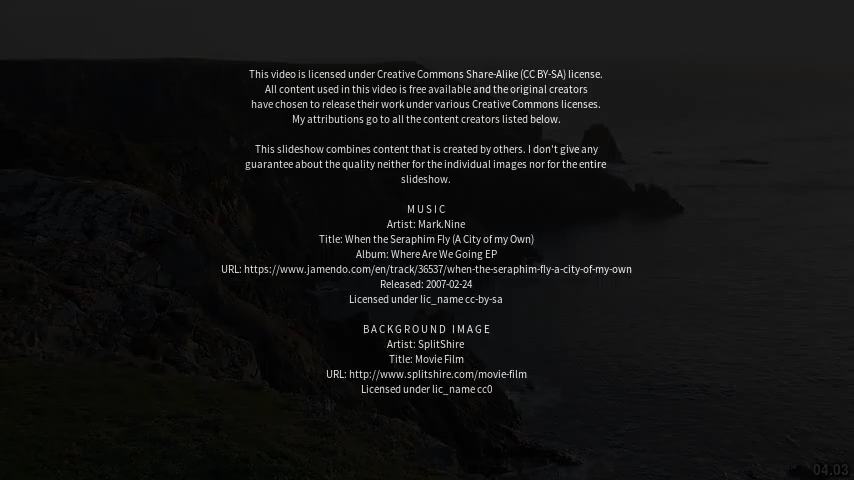 This video is licensed under Creative Commons Share-Alike (CC BY-SA) license.
All content used in this video is free available and the original creators
have chosen to release their work under various Creative Commons licenses.
My attributions go to all the content creators listed below.
This slideshow combines content that is created by others. I don't give any
guarantee about the quality neither for the individual images nor for the entire
slideshow.
MUSIC
Artist: Mark.Nine
Title: When the Seraphim Fly (A City of my Own)
Album: Where Are We Going EP
URL: https://www.jamendo.com/en/track/36537/when-the-seraphim-fly-a-city-of-my-own
Released: 2007-02-24
Licensed under lic_name cc-by-sa
BACKGROUND IMAGE
Artist: SplitShire
Title: Movie Film
URL: http://www.splitshire.com/movie-film
Licensed under lic_name cc0
04.03